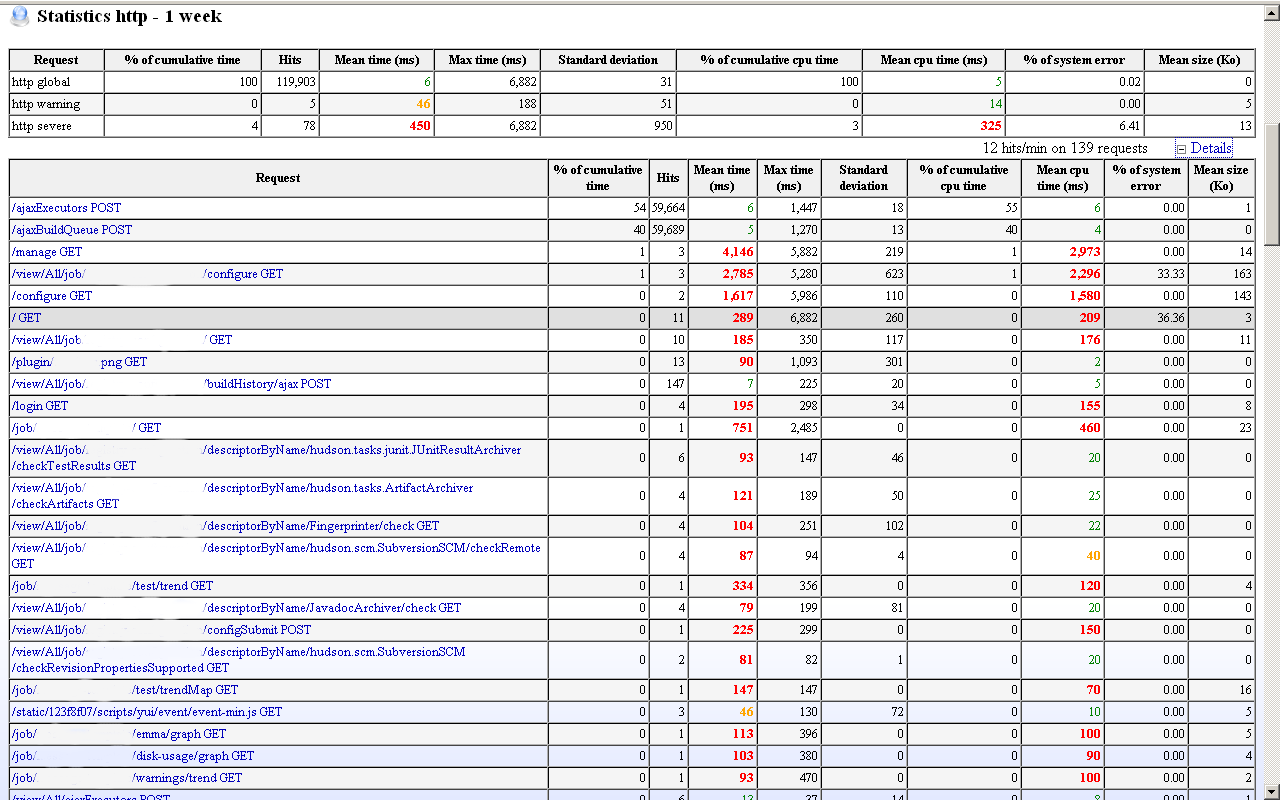 Statistics http - 1 week
Request % of cumulative time Hits Mean time (ms) Max time (ms) Standard deviation % of cumulative cpu time Mean cpu time (ms) % of system error Mean size (Ko)
http global 100 119,903 6 6,882 31 100 5 0.02 0
http warning 0 5 46 188 51 0 14 0.00 5
http severe 4 78 450 6,882 950 3 325 6.41 13
12 hits/min on 139 requests Details
Request % of cumulative time Hits Mean time (ms) Max time (ms) Standard deviation % of cumulative cpu time Mean cpu time (ms) % of system error Mean size (Ko)
/ajaxExecutors POST 54 59,664 6 1,447 18 55 6 0.00 1
/ajaxBuildQueue POST 40 59,689 5 1,270 13 40 4 0.00 0
/manage GET 1 3 4,146 5,882 219 1 2,973 0.00 14
/view/All/job/ /configure GET 1 3 2,785 5,280 623 1 2,296 33.33 163
/configure GET 0 2 1,617 5,986 110 0 1,580 0.00 143
/ GET 0 11 289 6,882 260 0 209 36.36 3
/view/All/job / GET 0 10 185 350 117 0 176 0.00 11
/plugin/ png GET 0 13 90 1,093 301 0 2 0.00 0
/view/All/job/ /buildHistory/ajax POST 0 147 7 225 20 0 5 0.00 0
/login GET 0 4 195 298 34 0 155 0.00 8
/job/ / GET 0 1 751 2,485 0 0 460 0.00 23
/view/All/job/ /descriptorByName/hudson.tasks.junit.JUnitResultArchiver
/checkTestResults GET 0 6 93 147 46 0 20 0.00 0
/view/All/job/ /descriptorByName/hudson.tasks.ArtifactArchiver
/checkArtifacts GET 0 4 121 189 50 0 25 0.00 0
/view/All/job/ /descriptorByName/Fingerprinter/check GET 0 4 104 251 102 0 22 0.00 0
/view/All/job/ /descriptorByName/hudson.scm.SubversionSCM/checkRemote
GET 0 4 87 94 4 0 40 0.00 0
/job/ /test/trend GET 0 1 334 356 0 0 120 0.00 4
/view/All/job/ /descriptorByName/JavadocArchiver/check GET 0 4 79 199 81 0 20 0.00 0
/view/All/job/ /configSubmit POST 0 1 225 299 0 0 150 0.00 0
/view/All/job/ /descriptorByName/hudson.scm.SubversionSCM
/checkRevisionPropertiesSupported GET 0 2 81 82 1 0 20 0.00 0
/job/ /test/trendMap GET 0 1 147 147 0 0 70 0.00 16
/static/123f8f07/scripts/yui/event/event-min.js GET 0 3 46 130 72 0 10 0.00 5
/job/ /emma/graph GET 0 1 113 396 0 0 100 0.00 5
/job/ /disk-usage/graph GET 0 1 103 380 0 0 90 0.00 4
/job/ /warnings/trend GET 0 1 93 470 0 0 100 0.00 2
/view/All/ajaxExecutors POST 0 6 13 37 14 0 8 0.00 1